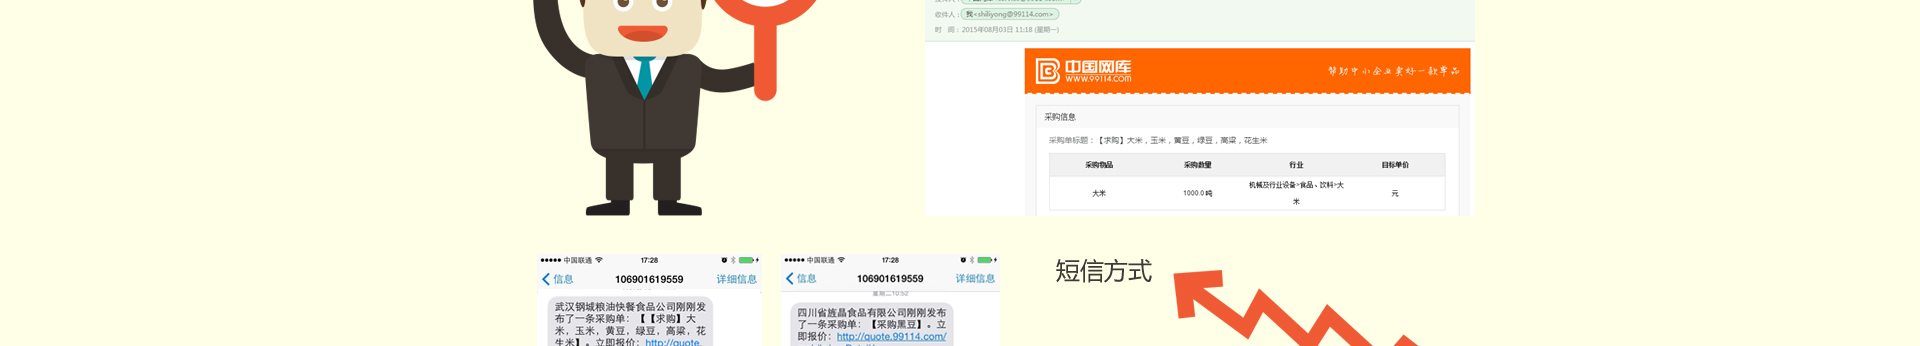 收件人：我<shiliyong@99114.com>
时 间：2015年08月03日 11:18 (星期一)
中国网库
www.99114.com
帮助中小企业卖好一款单品
采购信息
采购单标题：【求购】大米，玉米，黄豆，绿豆，高粱，花生米
采购物品 采购数量 行业 目标单价
大米 1000.0 吨 机械及行业设备>食品、饮料>大米 元
中国联通 17:28
信息 106901619559 详细信息
武汉钢城粮油快餐食品公司刚刚发
布了一条采购单：【【求购】大
米，玉米，黄豆，绿豆，高粱，花
生米】。立即报价：http://quote.
中国联通 17:28
信息 106901619559 详细信息
星期二10:52
四川省旌晶食品有限公司刚刚发布
了一条采购单：【采购黑豆】。立
即报价：http://quote.99114.com/
短信方式